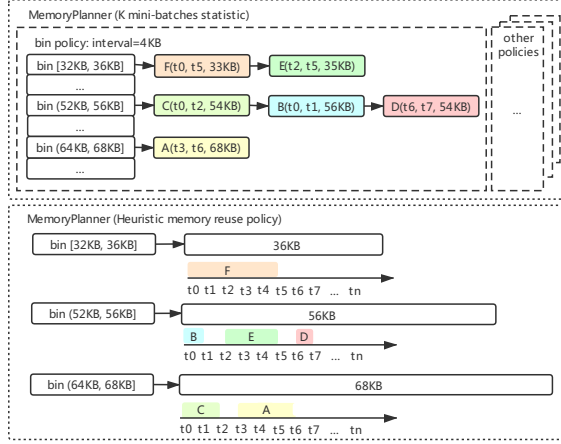 MemoryPlanner (K mini-batches statistic)
bin policy: interval=4KB
other
policies
bin [32KB, 36KB] F(t0, t5, 33KB) E(t2, t5, 35KB)
...
bin (52KB, 56KB] C(t0, t2, 54KB) B(t0, t1, 56KB) D(t6, t7, 54KB)
...
...
bin (64KB, 68KB] A(t3, t6, 68KB)
...
MemoryPlanner (Heuristic memory reuse policy)
bin [32KB, 36KB] 36KB
F
t0 t1 t2 t3 t4 t5 t6 t7 ... tn
bin (52KB, 56KB] 56KB
B E D
t0 t1 t2 t3 t4 t5 t6 t7 ... tn
bin (64KB, 68KB] 68KB
C A
t0 t1 t2 t3 t4 t5 t6 t7 ... tn